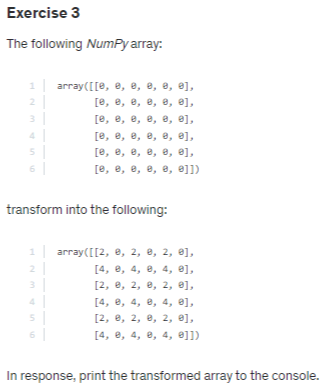 Exercise 3
The following NumPy array:
1 array([[0, 0, 0, 0, 0, 0],
2 [0, 0, 0, 0, 0, 0],
3 [0, 0, 0, 0, 0, 0],
4 [0, 0, 0, 0, 0, 0],
5 [0, 0, 0, 0, 0, 0],
6 [0, 0, 0, 0, 0, 0]])
transform into the following:
1 array([[2, 0, 2, 0, 2, 0],
2 [4, 0, 4, 0, 4, 0],
3 [2, 0, 2, 0, 2, 0],
4 [4, 0, 4, 0, 4, 0],
5 [2, 0, 2, 0, 2, 0],
6 [4, 0, 4, 0, 4, 0]])
In response, print the transformed array to the console.